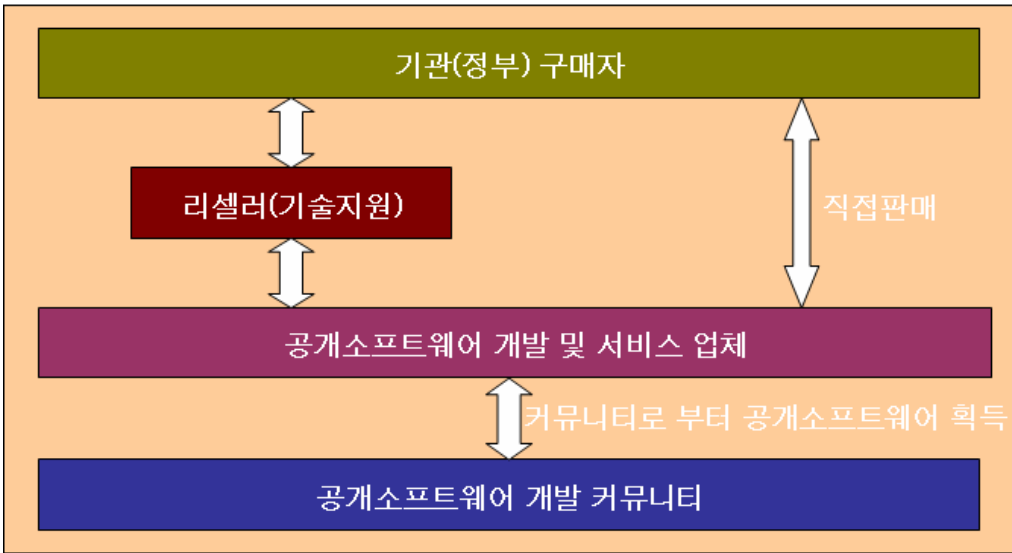 기관(정부) 구매자
리셀러(기술지원)
직접판매
공개소프트웨어 개발 및 서비스 업체
커뮤니티로 부터 공개소프트웨어 획득
공개소프트웨어 개발 커뮤니티